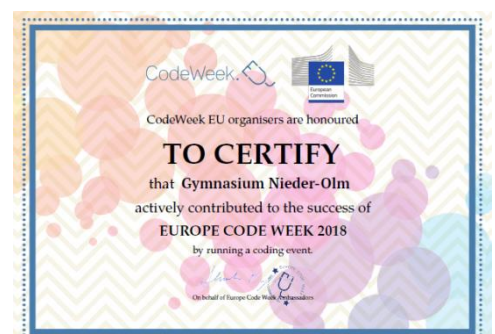 CodeWeek.
European
Commission
CodeWeek EU organisers are honoured
TO CERTIFY
that Gymnasium Nieder-Olm
actively contributed to the success of
EUROPE CODE WEEK 2018
by running a coding event.
On behalf of Europe Code Week Ambassadors